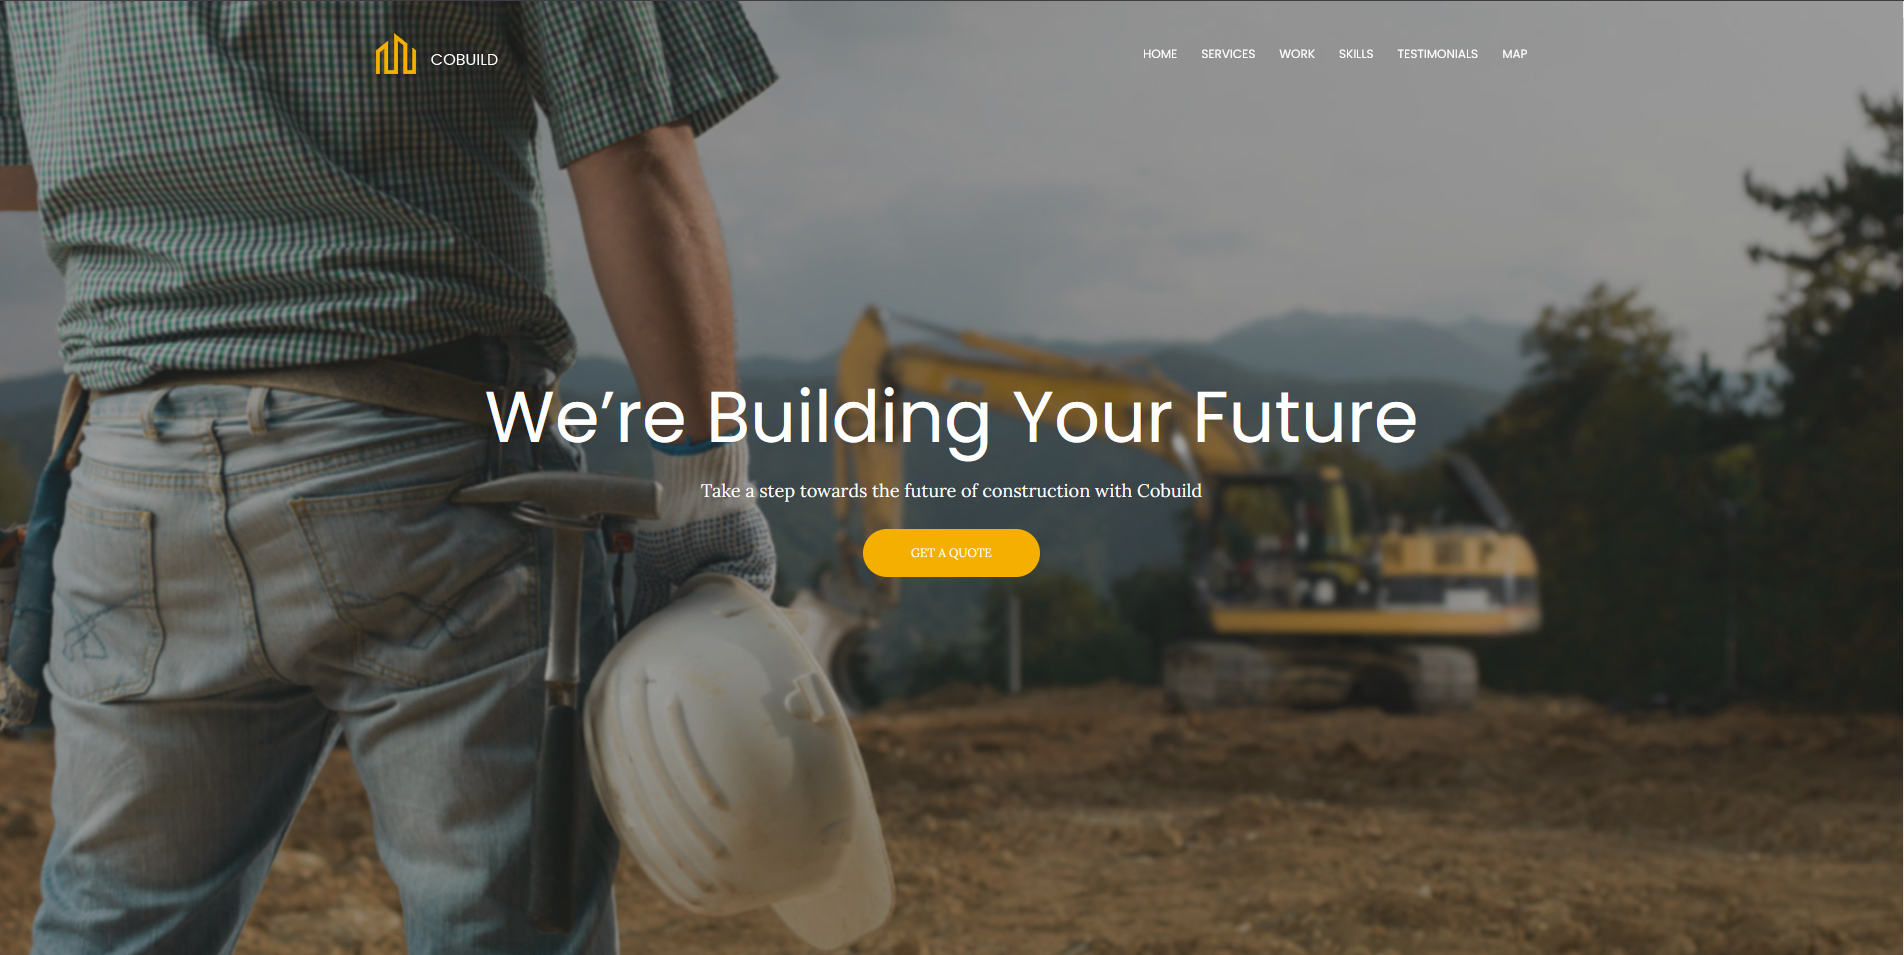 COBUILD
HOME SERVICES WORK SKILLS TESTIMONIALS MAP
We’re Building Your Future
Take a step towards the future of construction with Cobuild
GET A QUOTE